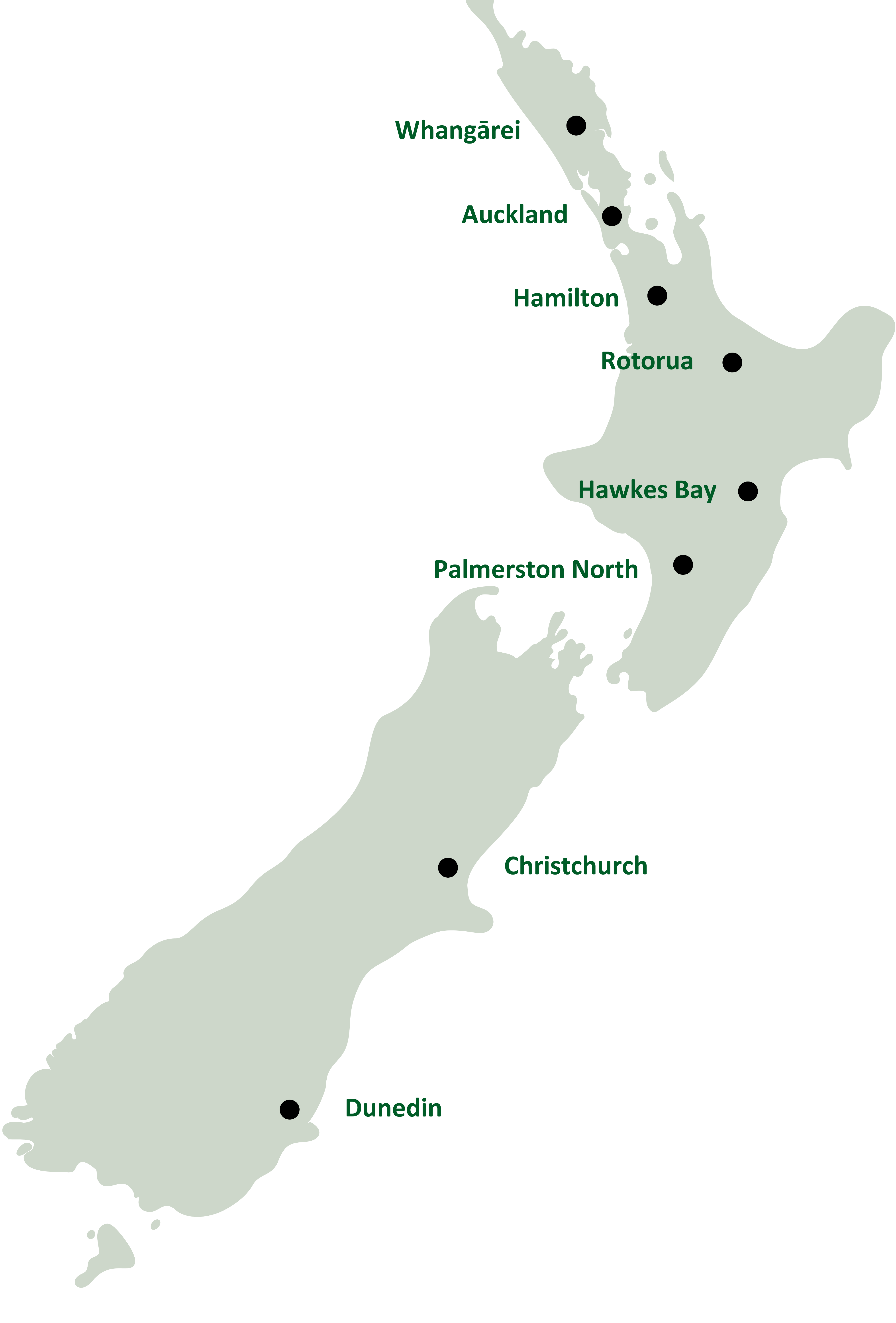 Whangārei
Auckland
Hamilton
Rotorua
Hawkes Bay
Palmerston North
Christchurch
Dunedin